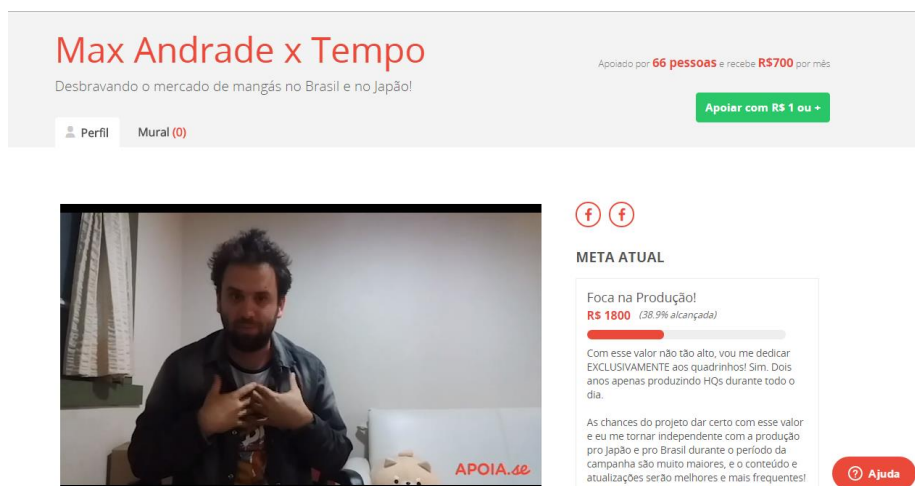 Max Andrade x Tempo
Desbravando o mercado de mangás no Brasil e no Japão!
Apoiado por 66 pessoas e recebe R$700 por mês
Apoiar com R$ 1 ou +
Perfil
Mural (0)
META ATUAL
Foca na Produção!
R$ 1800 (38.9% alcançada)
Com esse valor não tão alto, vou me dedicar
EXCLUSIVAMENTE aos quadrinhos! Sim. Dois
anos apenas produzindo HQs durante todo o
dia.
As chances do projeto dar certo com esse valor
e eu me tornar independente com a produção
pro Japão e pro Brasil durante o período da
campanha são muito maiores, e o conteúdo e
atualizações serão melhores e mais frequentes!
APOIA.se
Ajuda